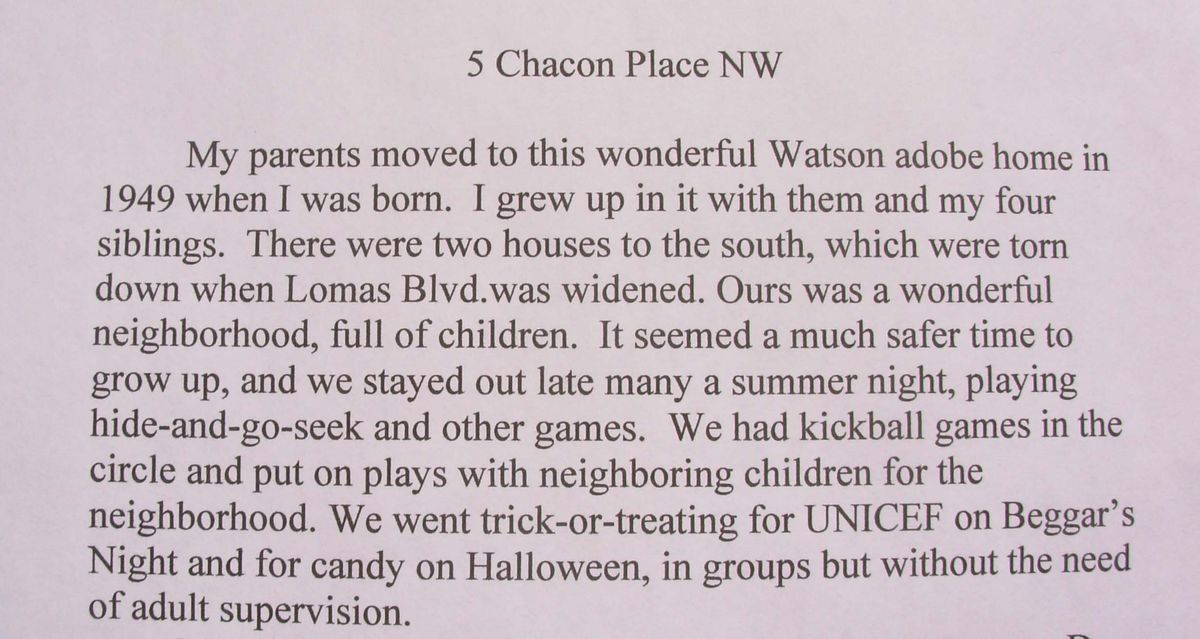 5 Chacon Place NW
My parents moved to this wonderful Watson adobe home in
1949 when I was born.  I grew up in it with them and my four
siblings.  There were two houses to the south, which were torn
down when Lomas Blvd.was widened. Ours was a wonderful
neighborhood, full of children.  It seemed a much safer time to
grow up, and we stayed out late many a summer night, playing
hide-and-go-seek and other games.  We had kickball games in the
circle and put on plays with neighboring children for the
neighborhood. We went trick-or-treating for UNICEF on Beggar's
Night and for candy on Halloween, in groups but without the need
of adult supervision.